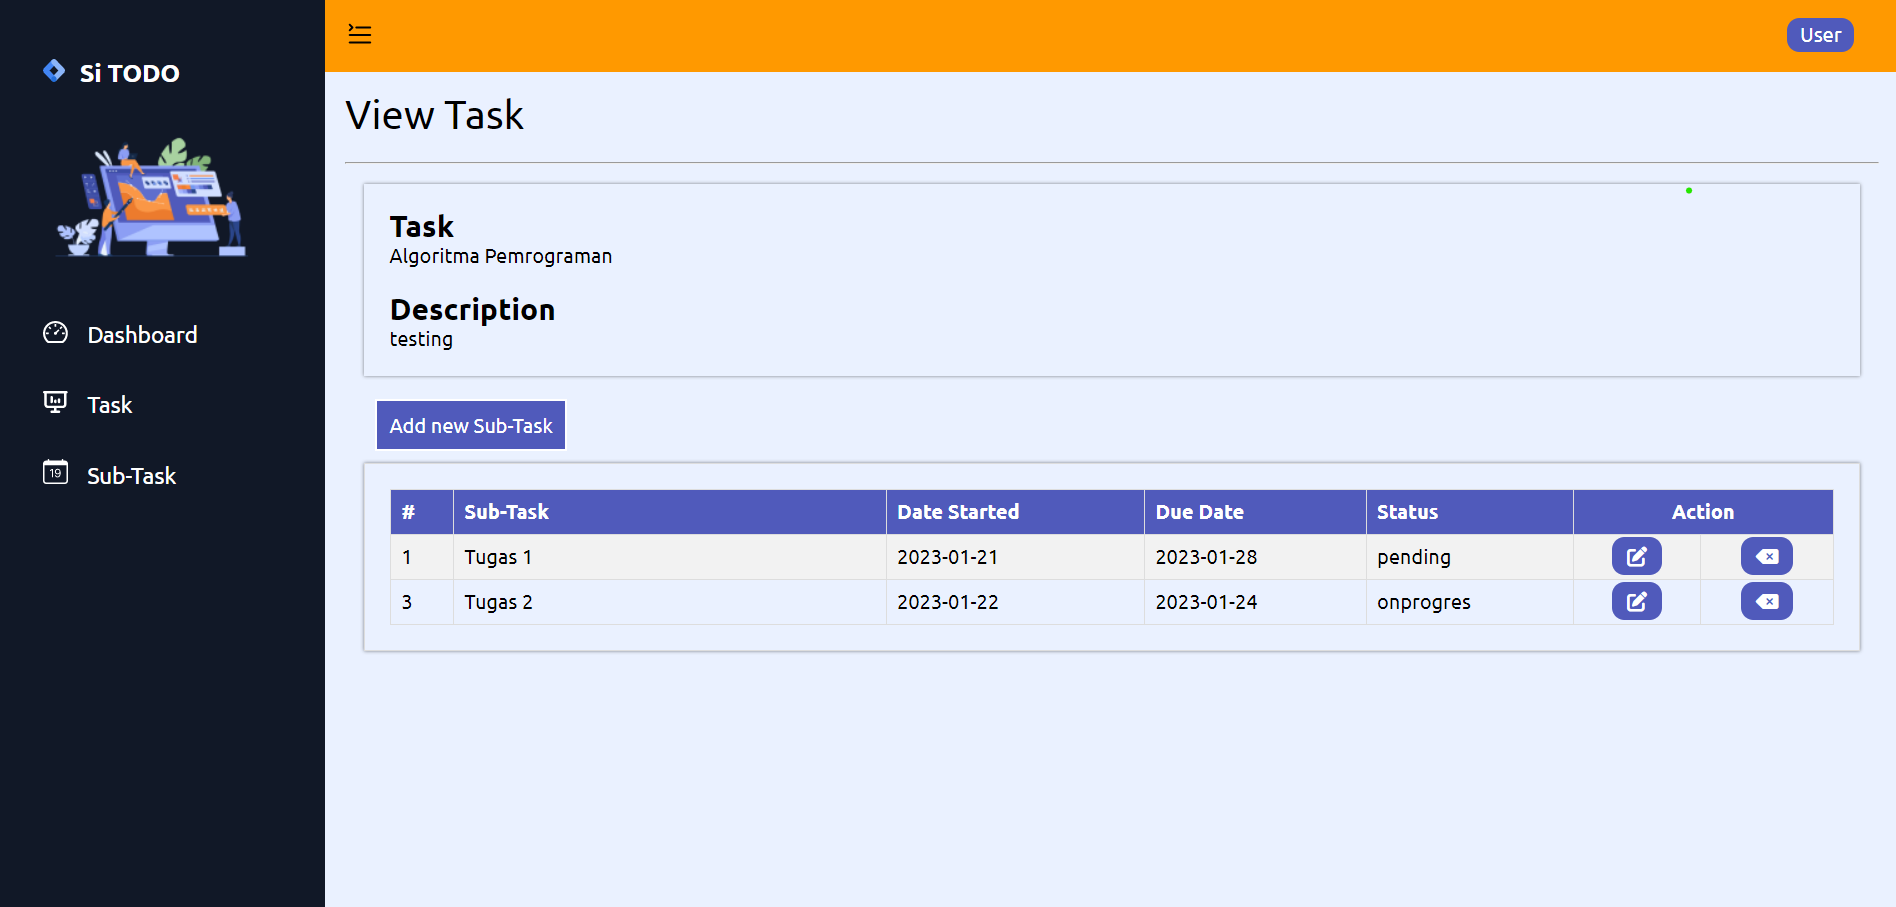 Si TODO
User
View Task
Dashboard
Task
19
Sub-Task
Task
Algoritma Pemrograman
Description
testing
Add new Sub-Task
# Sub-Task Date Started Due Date Status Action
1 Tugas 1 2023-01-21 2023-01-28 pending
3 Tugas 2 2023-01-22 2023-01-24 onprogres